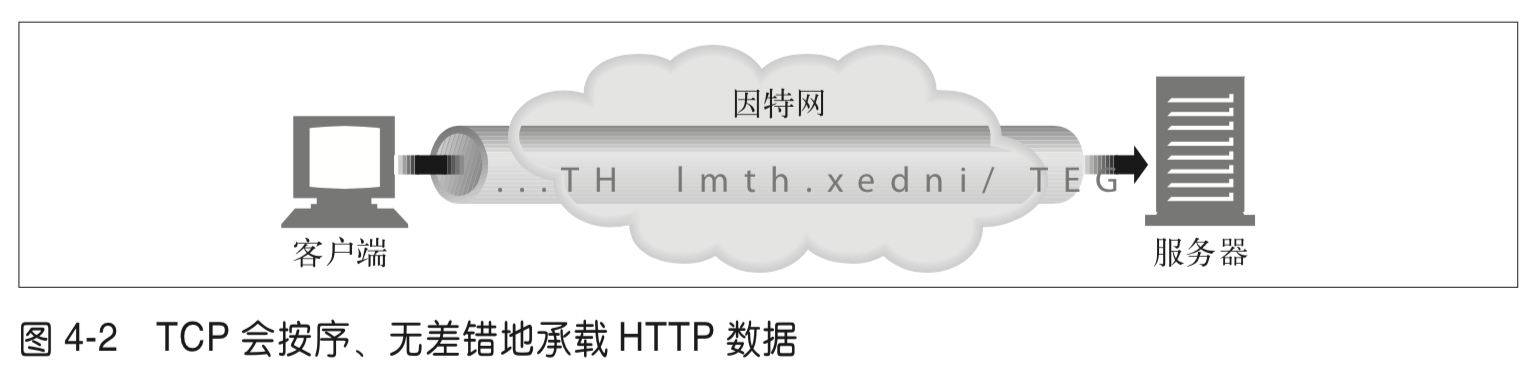 因特网
...TH lmth.xedni/ TEG
客户端
服务器
图 4-2 TCP 会按序、无差错地承载 HTTP 数据